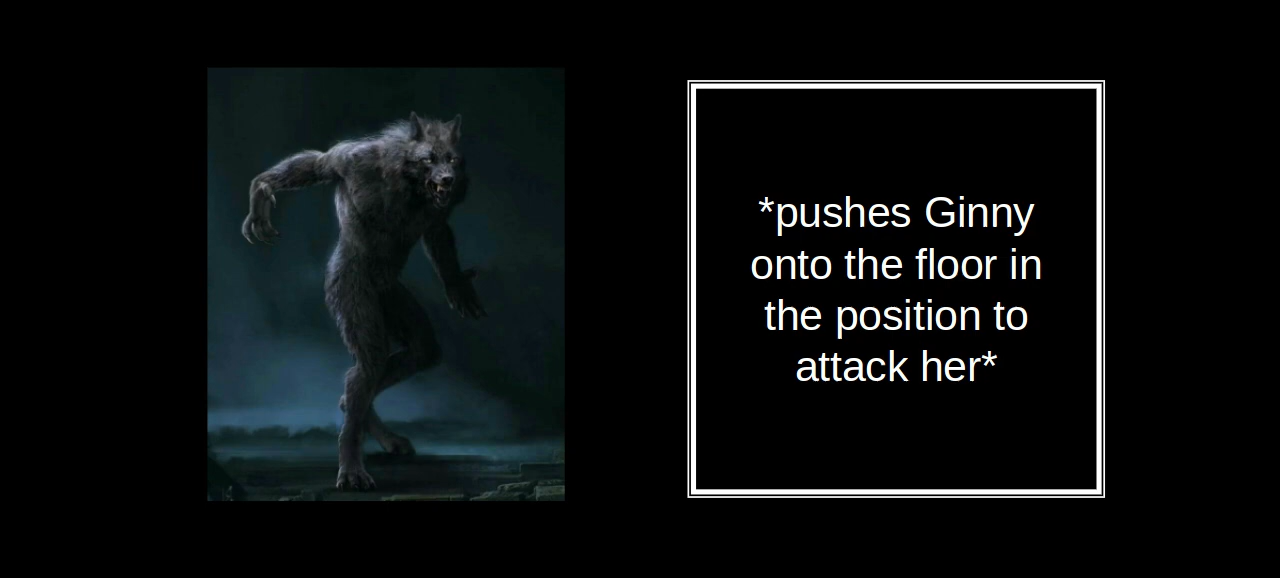 *pushes Ginny
onto the floor in
the position to
attack her*